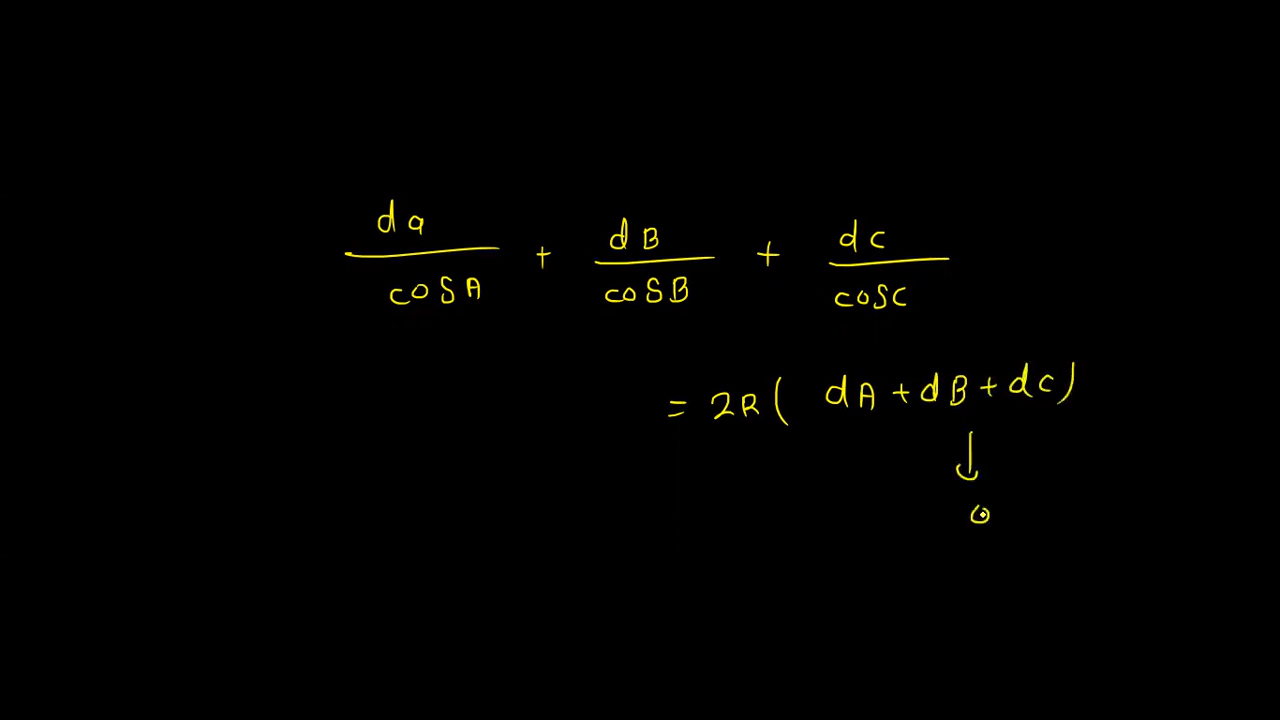 da/cosA + dB/cosB + dc/cosc
= 2R( dA + dB + dc)
↓
0